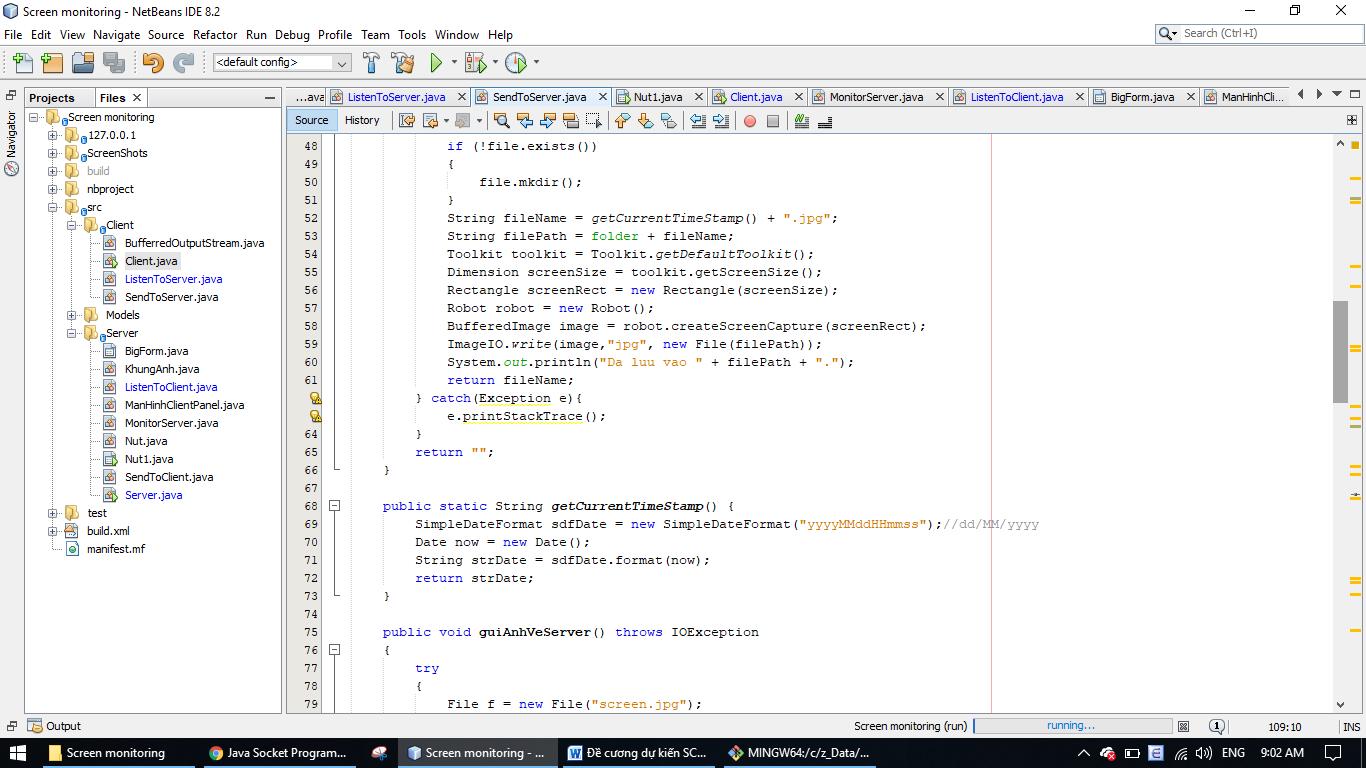 Screen monitoring - NetBeans IDE 8.2
File Edit View Navigate Source Refactor Run Debug Profile Team Tools Window Help
Search (Ctrl+I)
<default config>
Projects
Files
Navigator
Screen monitoring
127.0.0.1
ScreenShots
build
nbproject
src
Client
BufferredOutputStream.java
Client.java
ListenToServer.java
SendToServer.java
Models
Server
BigForm.java
KhungAnh.java
ListenToClient.java
ManHinhClientPanel.java
MonitorServer.java
Nut.java
Nut1.java
SendToClient.java
Server.java
test
build.xml
manifest.mf
...ava ListenToServer.java SendToServer.java Nut1.java Client.java MonitorServer.java ListenToClient.java BigForm.java ManHinhCli...
Source History
48 if (!file.exists())
49 {
50 file.mkdir();
51 }
52 String fileName = getCurrentTimeStamp() + ".jpg";
53 String filePath = folder + fileName;
54 Toolkit toolkit = Toolkit.getDefaultToolkit();
55 Dimension screenSize = toolkit.getScreenSize();
56 Rectangle screenRect = new Rectangle(screenSize);
57 Robot robot = new Robot();
58 BufferedImage image = robot.createScreenCapture(screenRect);
59 ImageIO.write(image,"jpg", new File(filePath));
60 System.out.println("Da luu vao " + filePath + ".");
61 return fileName;
} catch(Exception e){
e.printStackTrace();
64 }
65 return "";
66 }
67
68 public static String getCurrentTimeStamp() {
69 SimpleDateFormat sdfDate = new SimpleDateFormat("yyyyMMddHHmmss");//dd/MM/yyyy
70 Date now = new Date();
71 String strDate = sdfDate.format(now);
72 return strDate;
73 }
74
75 public void guiAnhVeServer() throws IOException
76 {
77 try
78 {
79 File f = new File("screen.jpg");
Output
Screen monitoring (run) running... 1 109:10 INS
Screen monitoring
Java Socket Program...
Screen monitoring - ...
Đề cương dự kiến SC...
MINGW64:/c/z_Data/...
ENG 9:02 AM